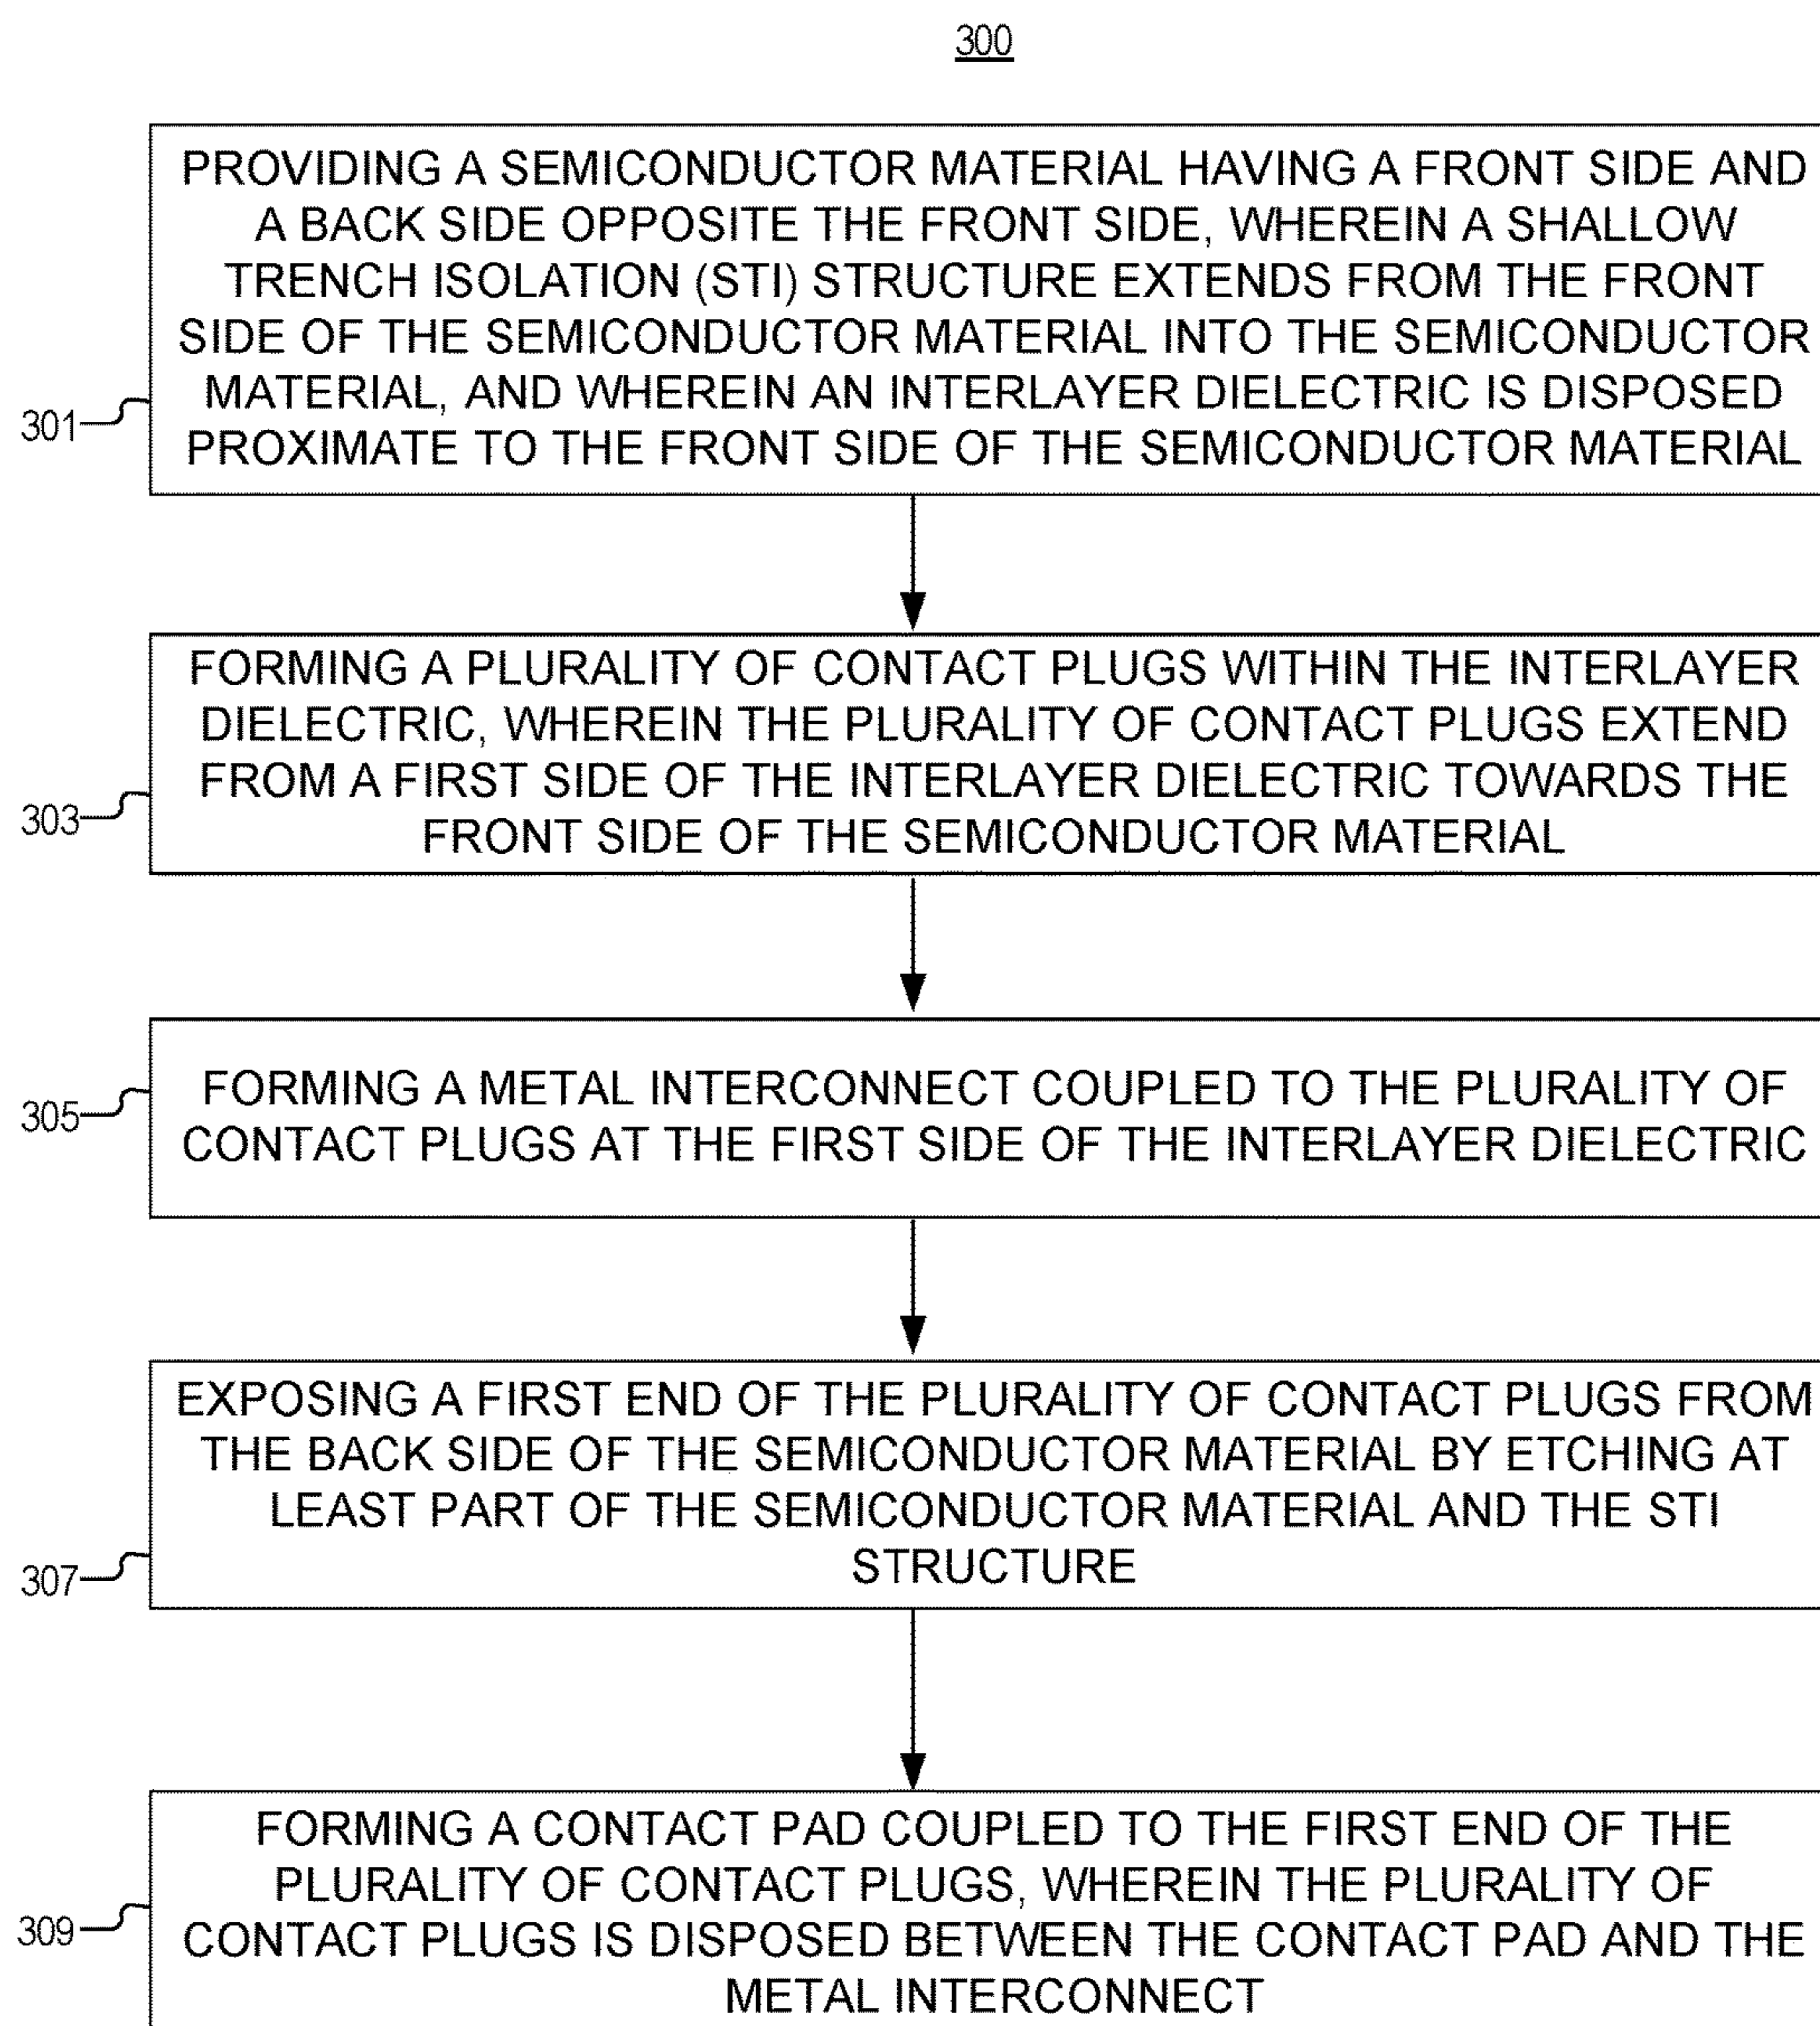 300
PROVIDING A SEMICONDUCTOR MATERIAL HAVING A FRONT SIDE AND
A BACK SIDE OPPOSITE THE FRONT SIDE, WHEREIN A SHALLOW
TRENCH ISOLATION (STI) STRUCTURE EXTENDS FROM THE FRONT
SIDE OF THE SEMICONDUCTOR MATERIAL INTO THE SEMICONDUCTOR
MATERIAL, AND WHEREIN AN INTERLAYER DIELECTRIC IS DISPOSED
PROXIMATE TO THE FRONT SIDE OF THE SEMICONDUCTOR MATERIAL
301
FORMING A PLURALITY OF CONTACT PLUGS WITHIN THE INTERLAYER
DIELECTRIC, WHEREIN THE PLURALITY OF CONTACT PLUGS EXTEND
FROM A FIRST SIDE OF THE INTERLAYER DIELECTRIC TOWARDS THE
FRONT SIDE OF THE SEMICONDUCTOR MATERIAL
303
FORMING A METAL INTERCONNECT COUPLED TO THE PLURALITY OF
CONTACT PLUGS AT THE FIRST SIDE OF THE INTERLAYER DIELECTRIC
305
EXPOSING A FIRST END OF THE PLURALITY OF CONTACT PLUGS FROM
THE BACK SIDE OF THE SEMICONDUCTOR MATERIAL BY ETCHING AT
LEAST PART OF THE SEMICONDUCTOR MATERIAL AND THE STI
STRUCTURE
307
FORMING A CONTACT PAD COUPLED TO THE FIRST END OF THE
PLURALITY OF CONTACT PLUGS, WHEREIN THE PLURALITY OF
CONTACT PLUGS IS DISPOSED BETWEEN THE CONTACT PAD AND THE
METAL INTERCONNECT
309